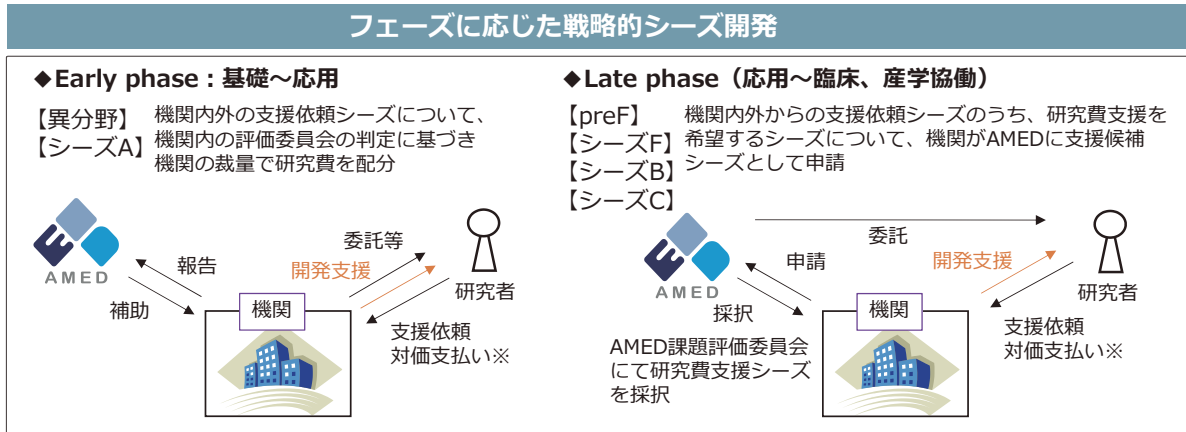 フェーズに応じた戦略的シーズ開発
◆Early phase：基礎～応用
【異分野】
【シーズA】
機関内外の支援依頼シーズについて、
機関内の評価委員会の判定に基づき
機関の裁量で研究費を配分
AMED
報告
補助
機関
委託等
開発支援
研究者
支援依頼
対価支払い※
◆Late phase（応用～臨床、産学協働）
【preF】
【シーズF】
【シーズB】
【シーズC】
機関内外からの支援依頼シーズのうち、研究費支援を
希望するシーズについて、機関がAMEDに支援候補
シーズとして申請
AMED
委託
申請
採択
機関
開発支援
研究者
支援依頼
対価支払い※
AMED課題評価委員会
にて研究費支援シーズ
を採択